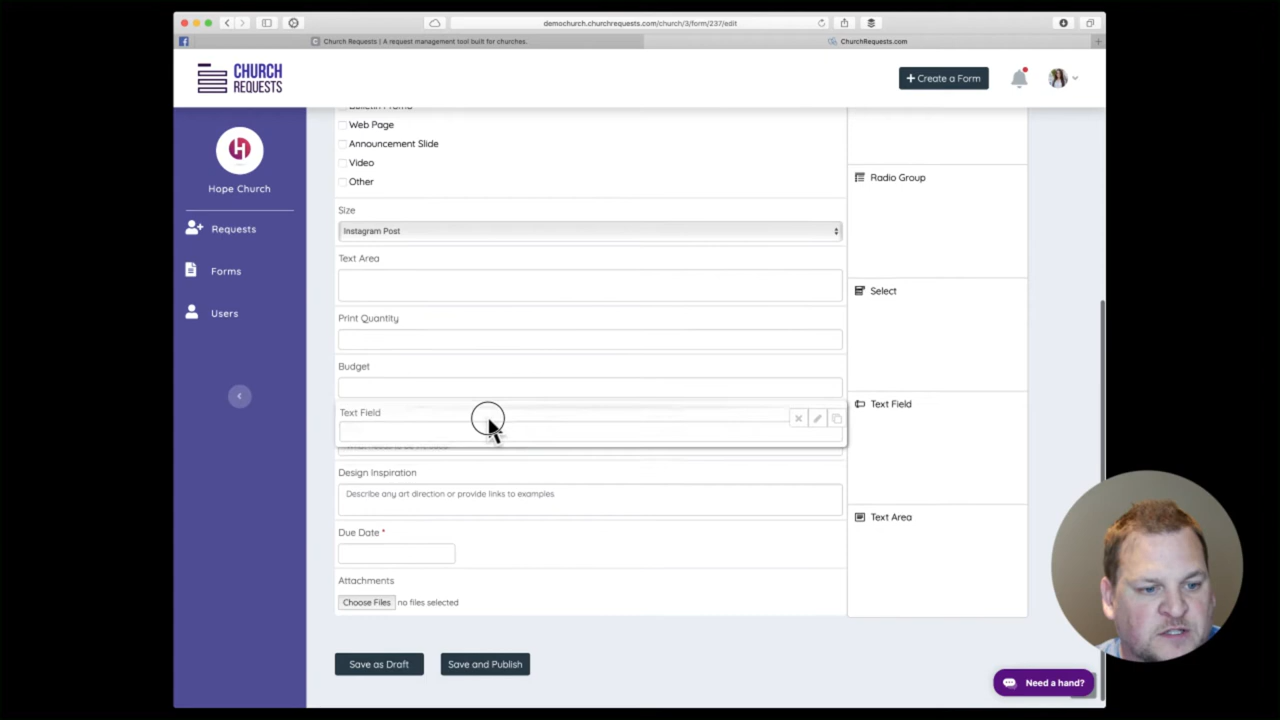 demochurch.churchrequests.com/church/3/form/237/edit
Church Requests | A request management tool built for churches.
ChurchRequests.com
CHURCH
REQUESTS
+ Create a Form
H
Hope Church
Requests
Forms
Users
Web Page
Announcement Slide
Video
Other
Size
Instagram Post
Text Area
Print Quantity
Budget
Text Field
Design Inspiration
Describe any art direction or provide links to examples
Due Date *
Attachments
Choose Files no files selected
Save as Draft
Save and Publish
Radio Group
Select
Text Field
Text Area
Need a hand?